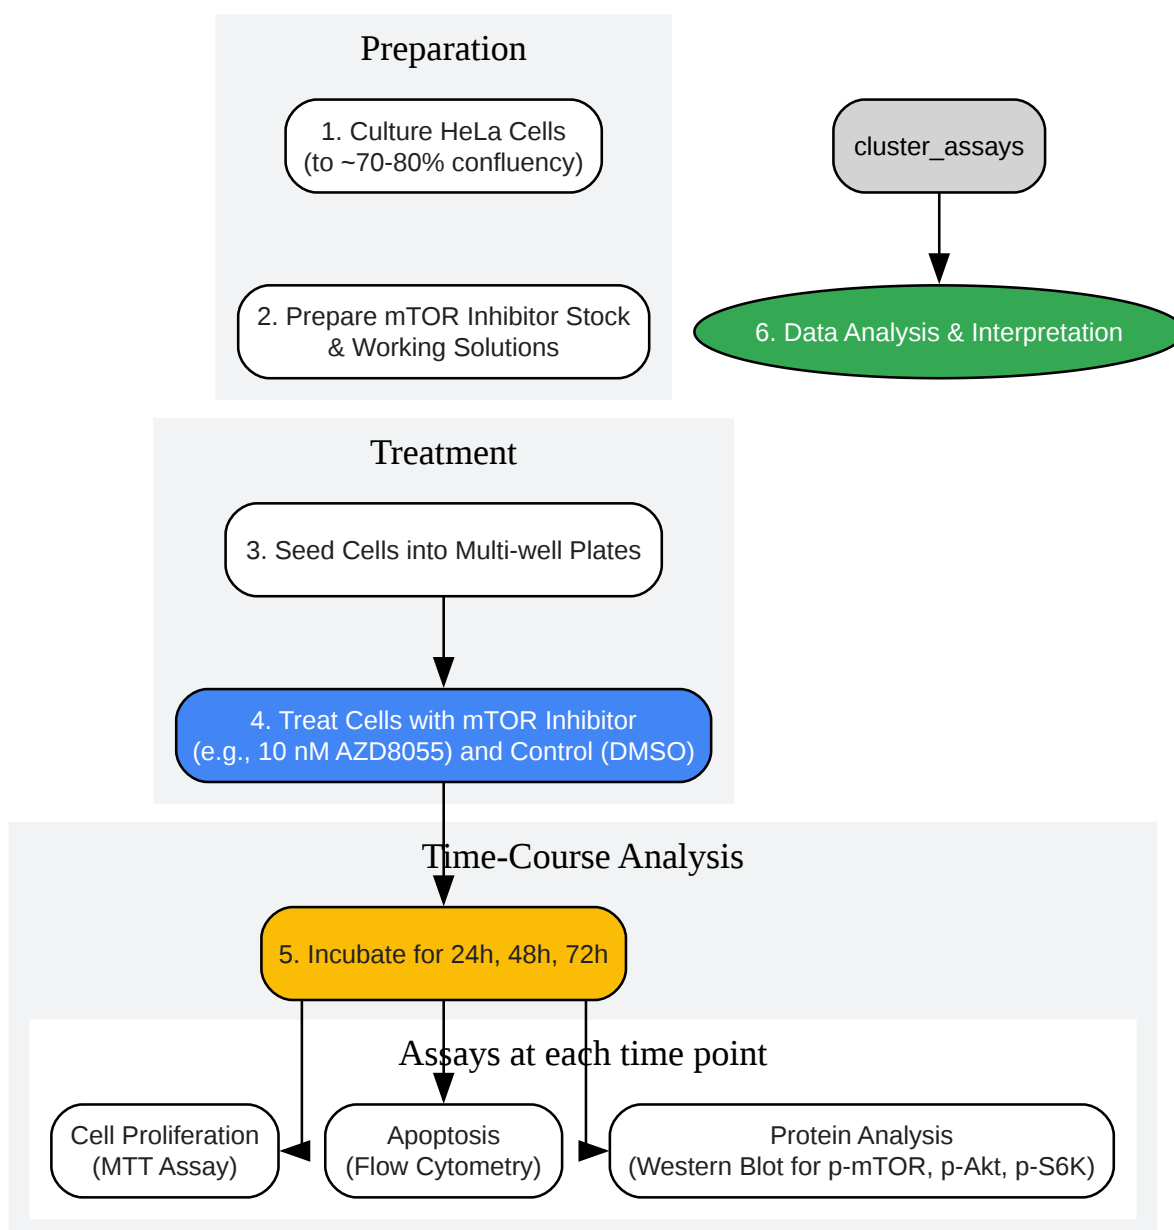 Preparation
1. Culture HeLa Cells
(to ~70-80% confluency)
cluster_assays
2. Prepare mTOR Inhibitor Stock
& Working Solutions
6. Data Analysis & Interpretation
Treatment
3. Seed Cells into Multi-well Plates
4. Treat Cells with mTOR Inhibitor
(e.g., 10 nM AZD8055) and Control (DMSO)
Time-Course Analysis
5. Incubate for 24h, 48h, 72h
Assays at each time point
Cell Proliferation
(MTT Assay)
Apoptosis
(Flow Cytometry)
Protein Analysis
(Western Blot for p-mTOR, p-Akt, p-S6K)